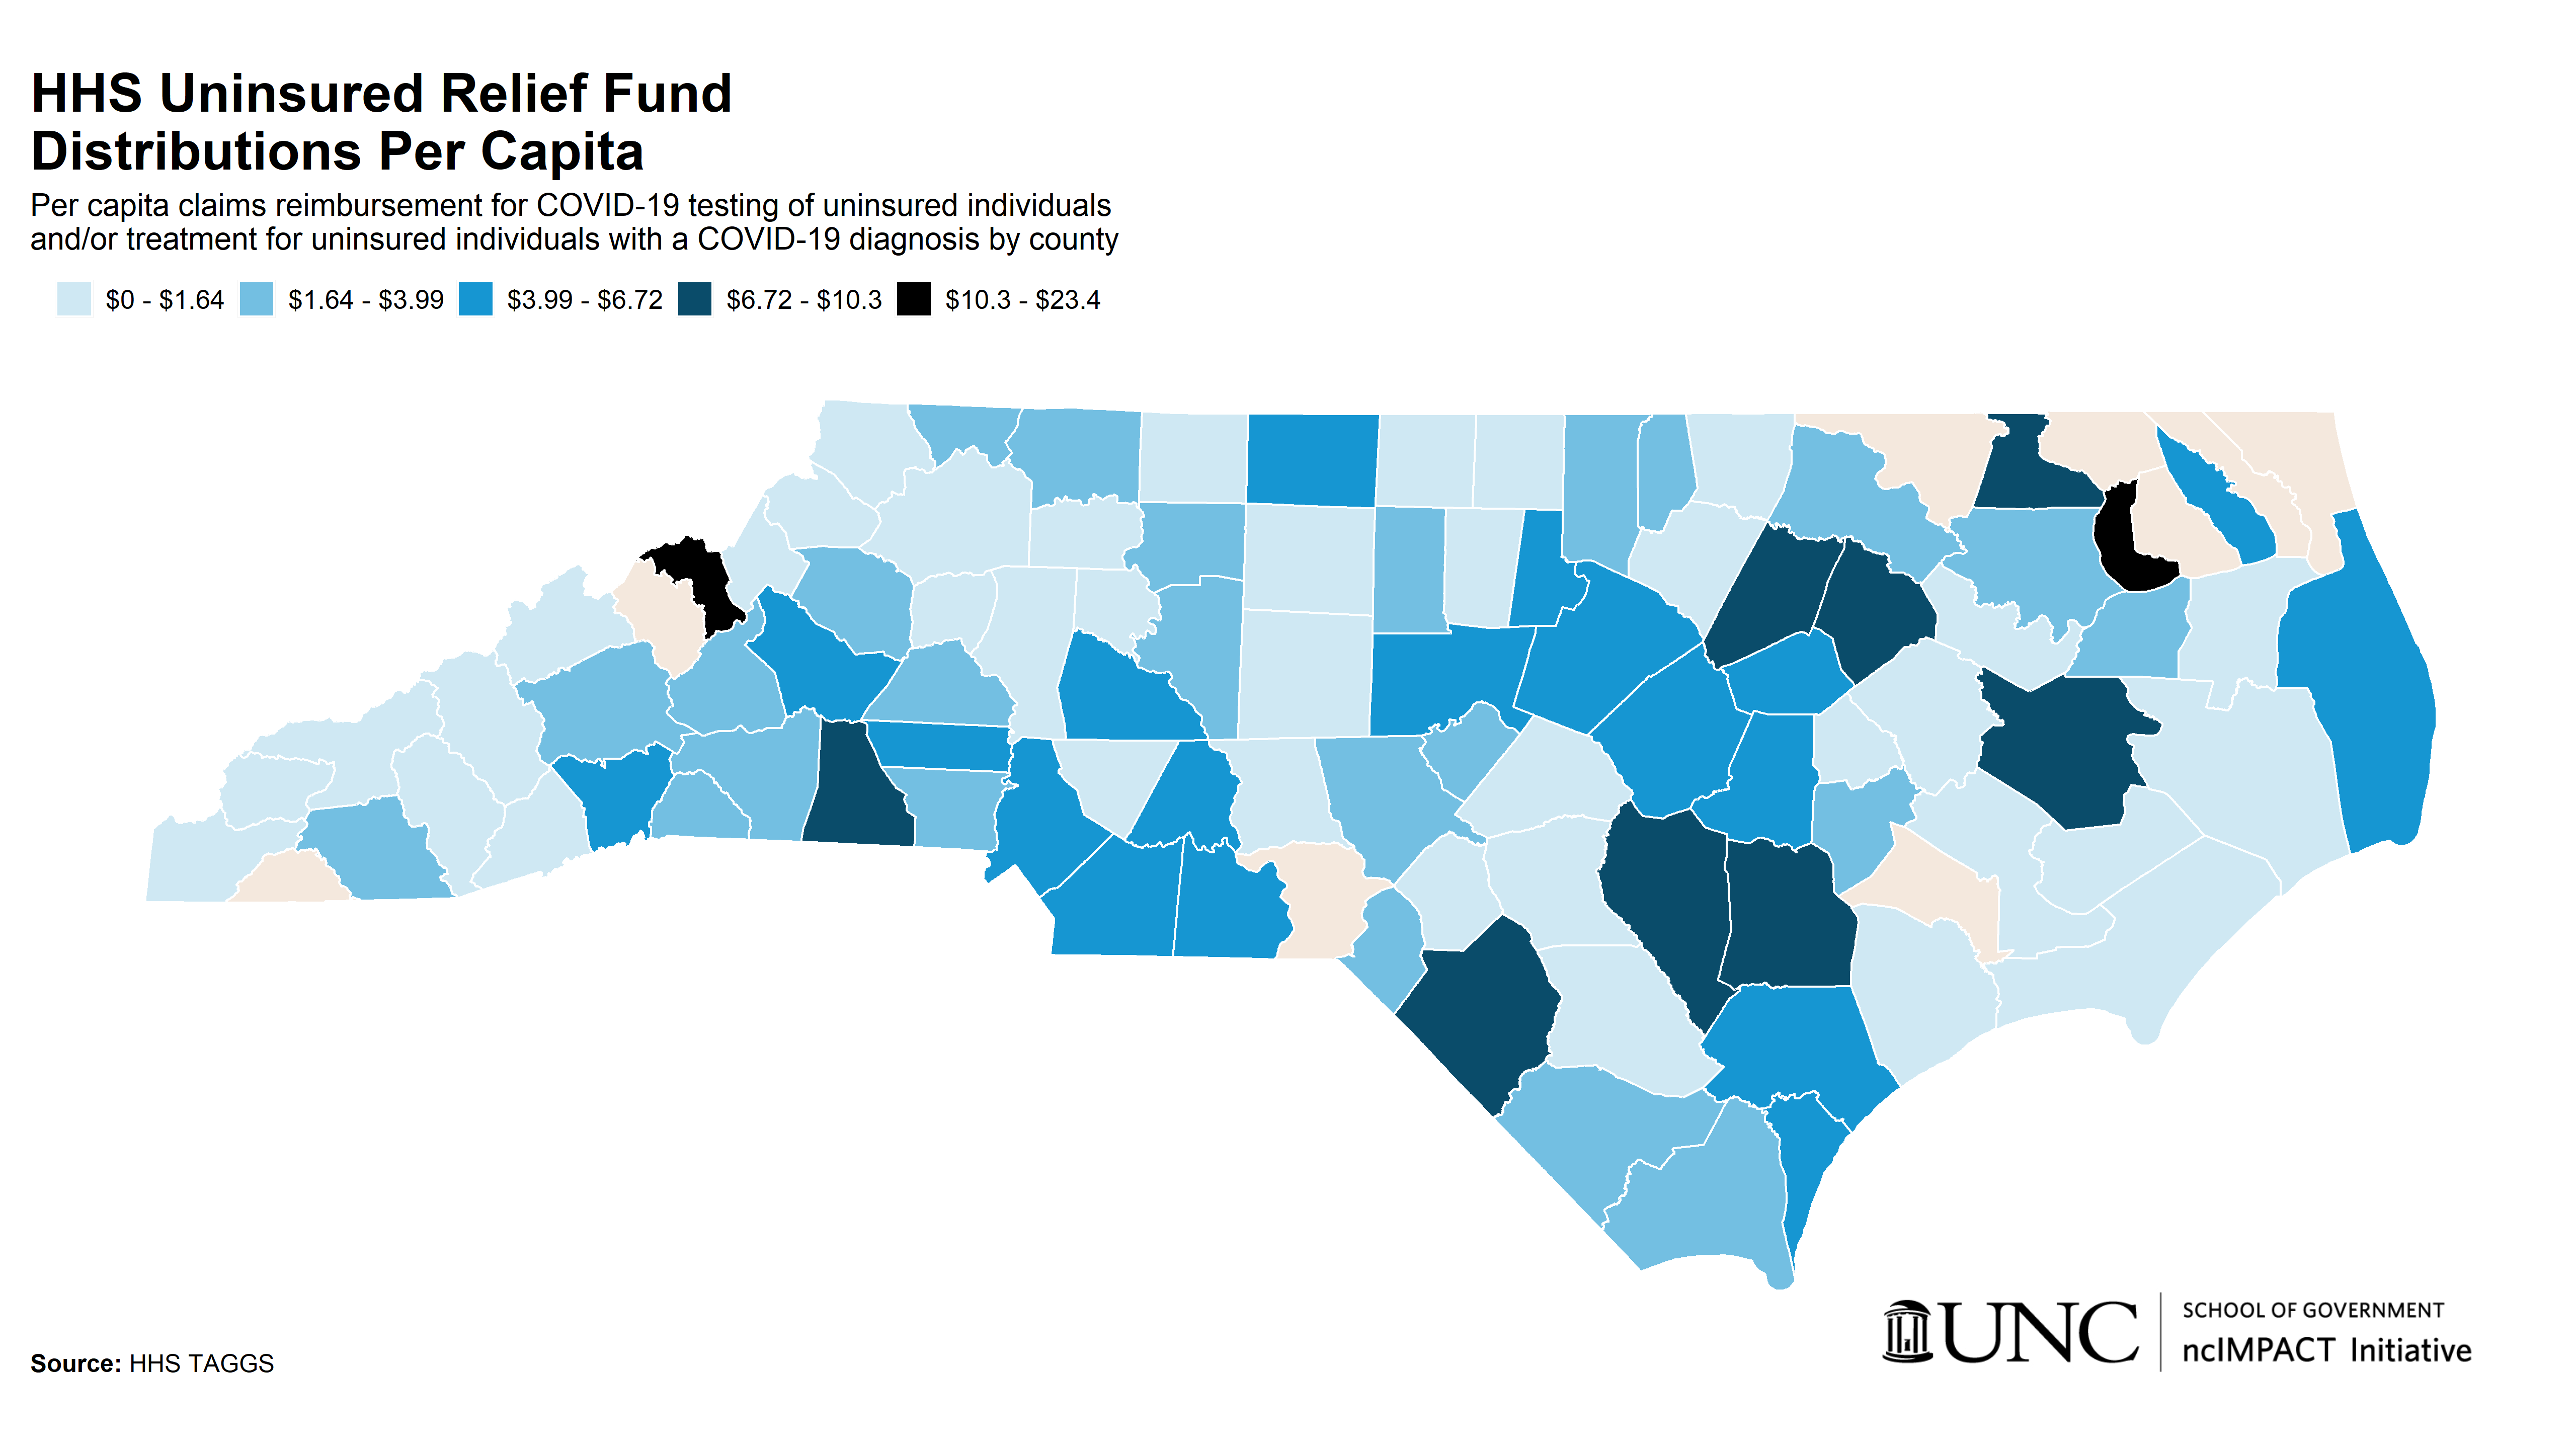 HHS Uninsured Relief Fund
Distributions Per Capita
Per capita claims reimbursement for COVID-19 testing of uninsured individuals
and/or treatment for uninsured individuals with a COVID-19 diagnosis by county
$0 - $1.64 $1.64 - $3.99 $3.99 - $6.72 $6.72 - $10.3 $10.3 - $23.4
UNC SCHOOL OF GOVERNMENT
ncIMPACT Initiative
Source: HHS TAGGS